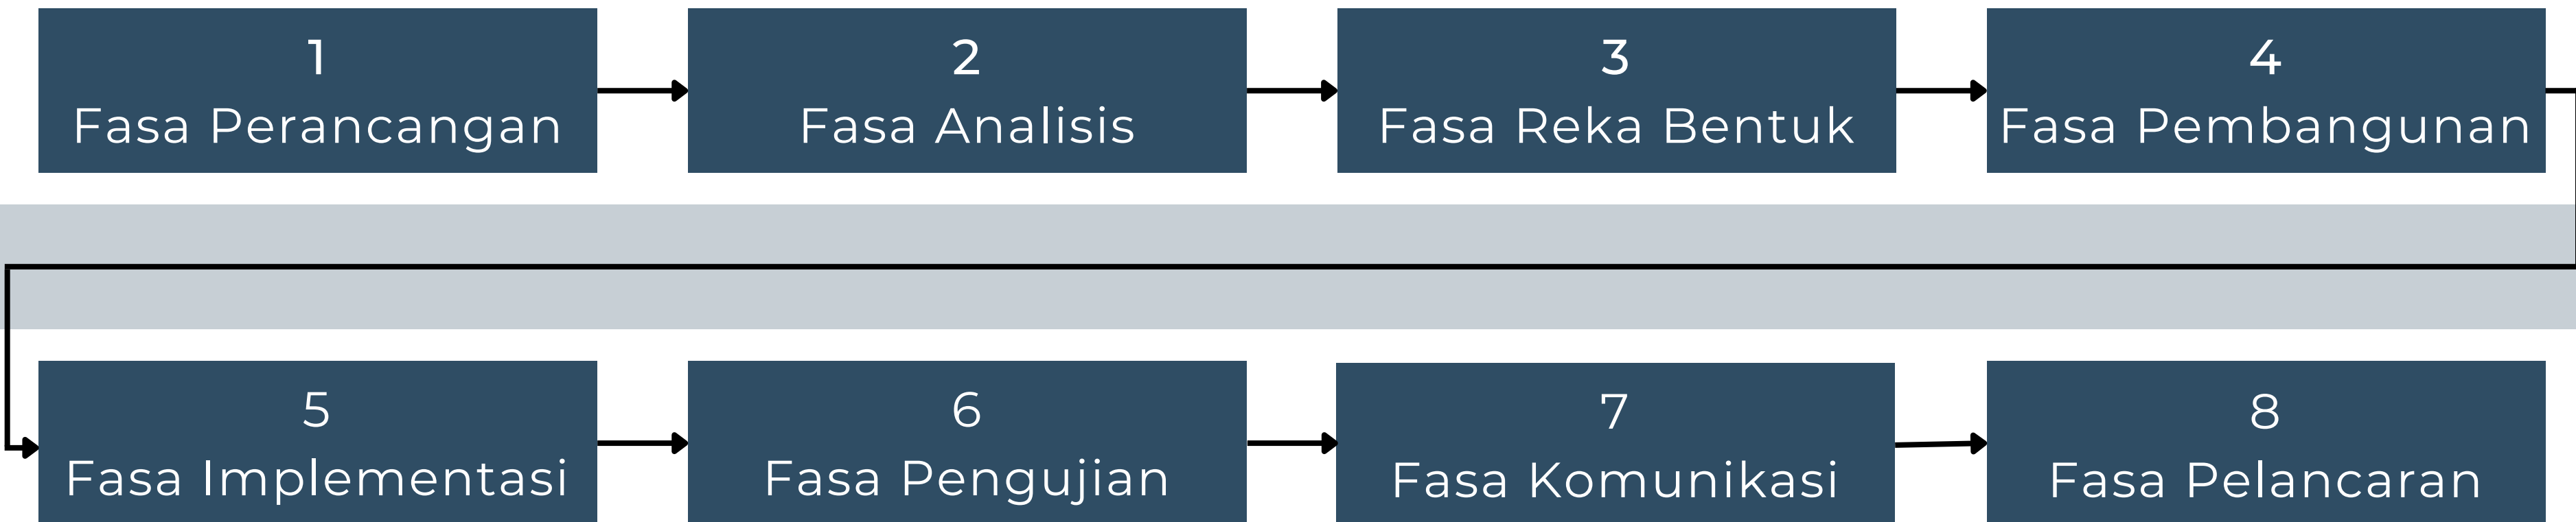 1
Fasa Perancangan
2
Fasa Analisis
3
Fasa Reka Bentuk
4
Fasa Pembangunan
5
Fasa Implementasi
6
Fasa Pengujian
7
Fasa Komunikasi
8
Fasa Pelancaran